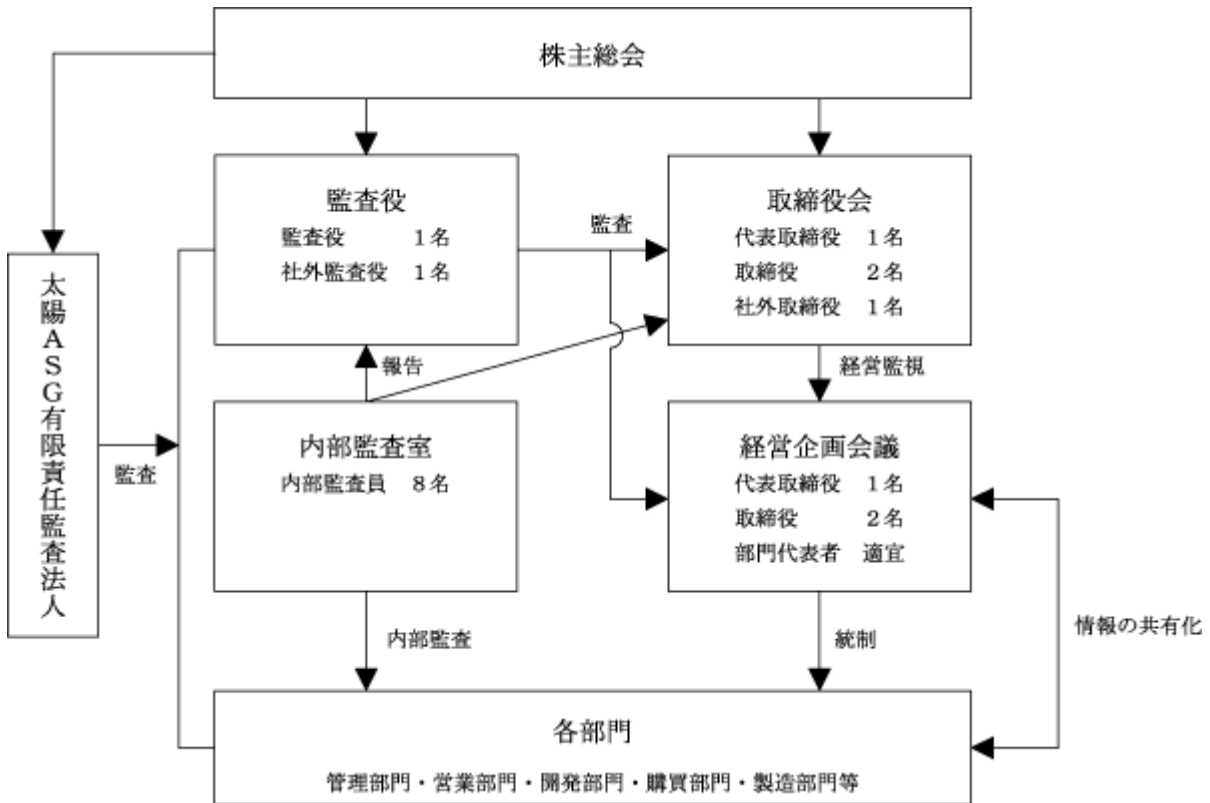 株主総会
監査役
監査役 1名
社外監査役 1名
監査
取締役会
代表取締役 1名
取締役 2名
社外取締役 1名
太陽ASG有限責任監査法人
監査
報告
経営監視
内部監査室
内部監査員 8名
経営企画会議
代表取締役 1名
取締役 2名
部門代表者 適宜
内部監査
統制
情報の共有化
各部門
管理部門・営業部門・開発部門・購買部門・製造部門等